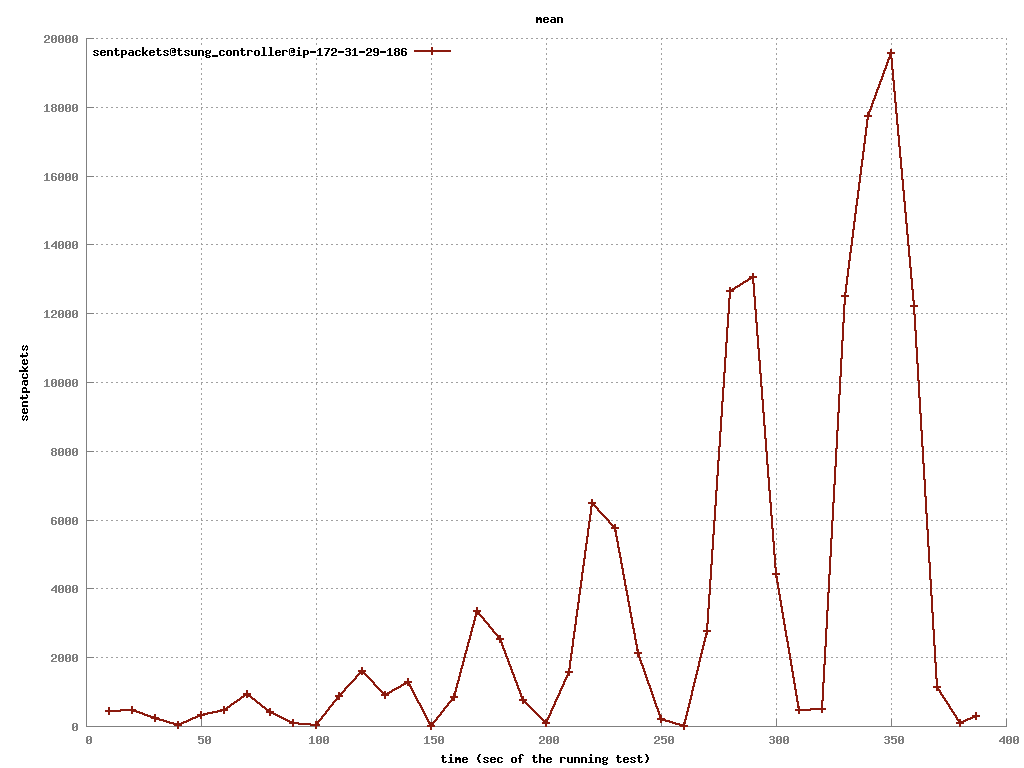 mean
sentpackets@tsung_controller@ip-172-31-29-186
20000
18000
16000
14000
12000
10000
8000
6000
4000
2000
0
sentpackets
0 50 100 150 200 250 300 350 400
time (sec of the running test)